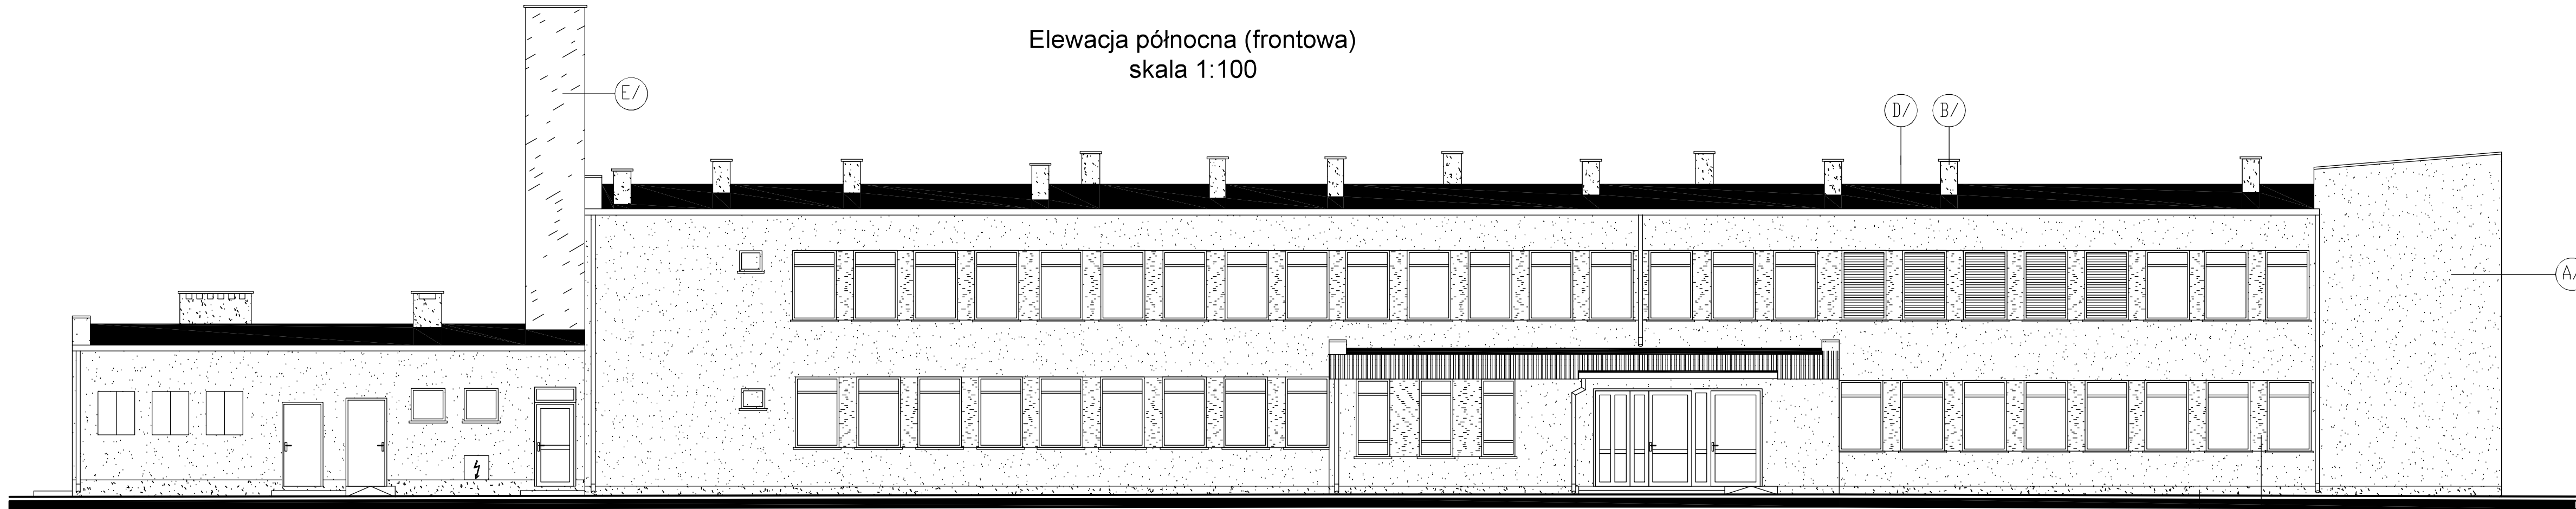 Elewacja północna (frontowa)
skala 1:100
E/
D/
B/
A/